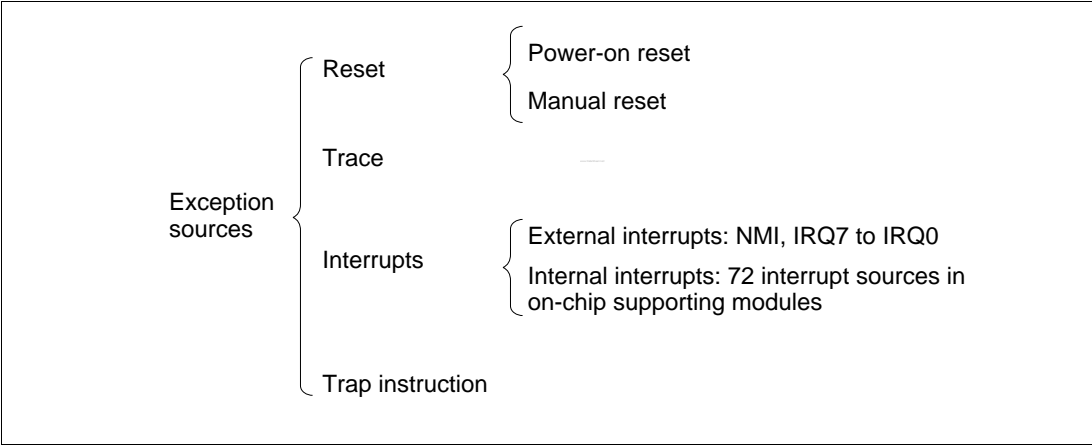 Exception
sources
Reset
Power-on reset
Manual reset
Trace
Interrupts
External interrupts: NMI, IRQ7 to IRQ0
Internal interrupts: 72 interrupt sources in
on-chip supporting modules
Trap instruction